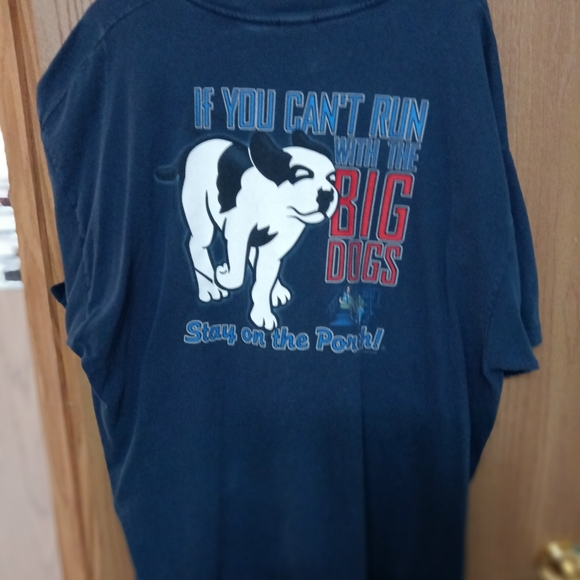 IF YOU CAN'T RUN
WITH THE
BIG
DOGS
Stay on the Porch!